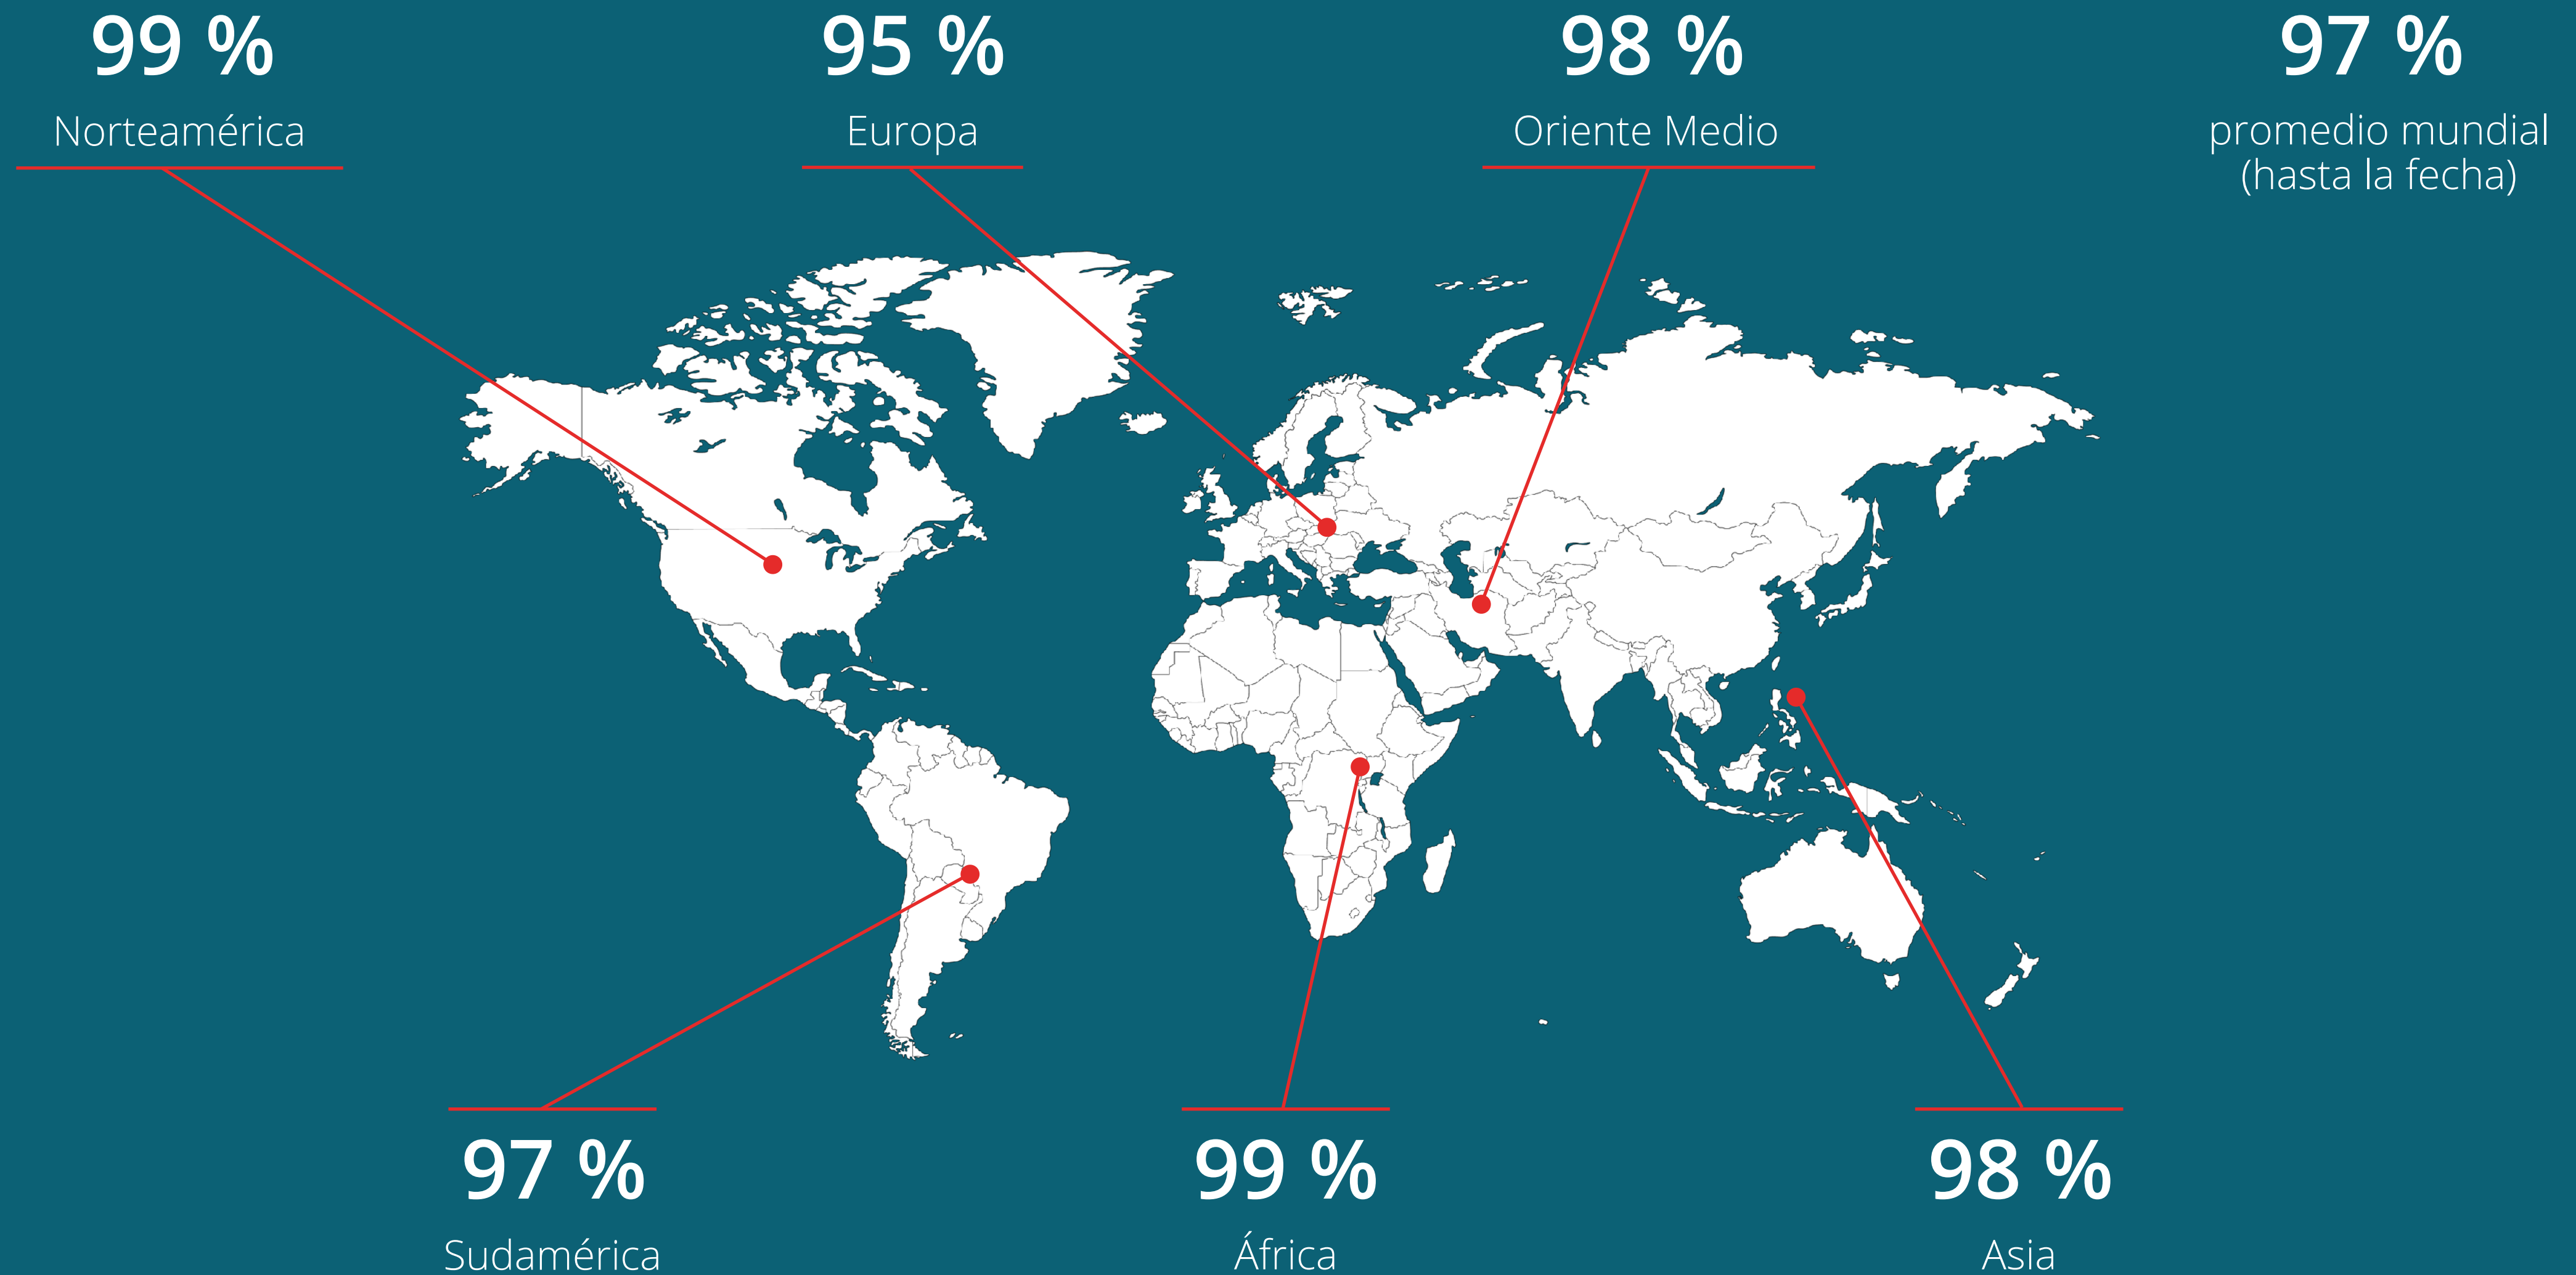 99 %
Norteamérica
95 %
Europa
98 %
Oriente Medio
97 %
promedio mundial
(hasta la fecha)
97 %
Sudamérica
99 %
África
98 %
Asia